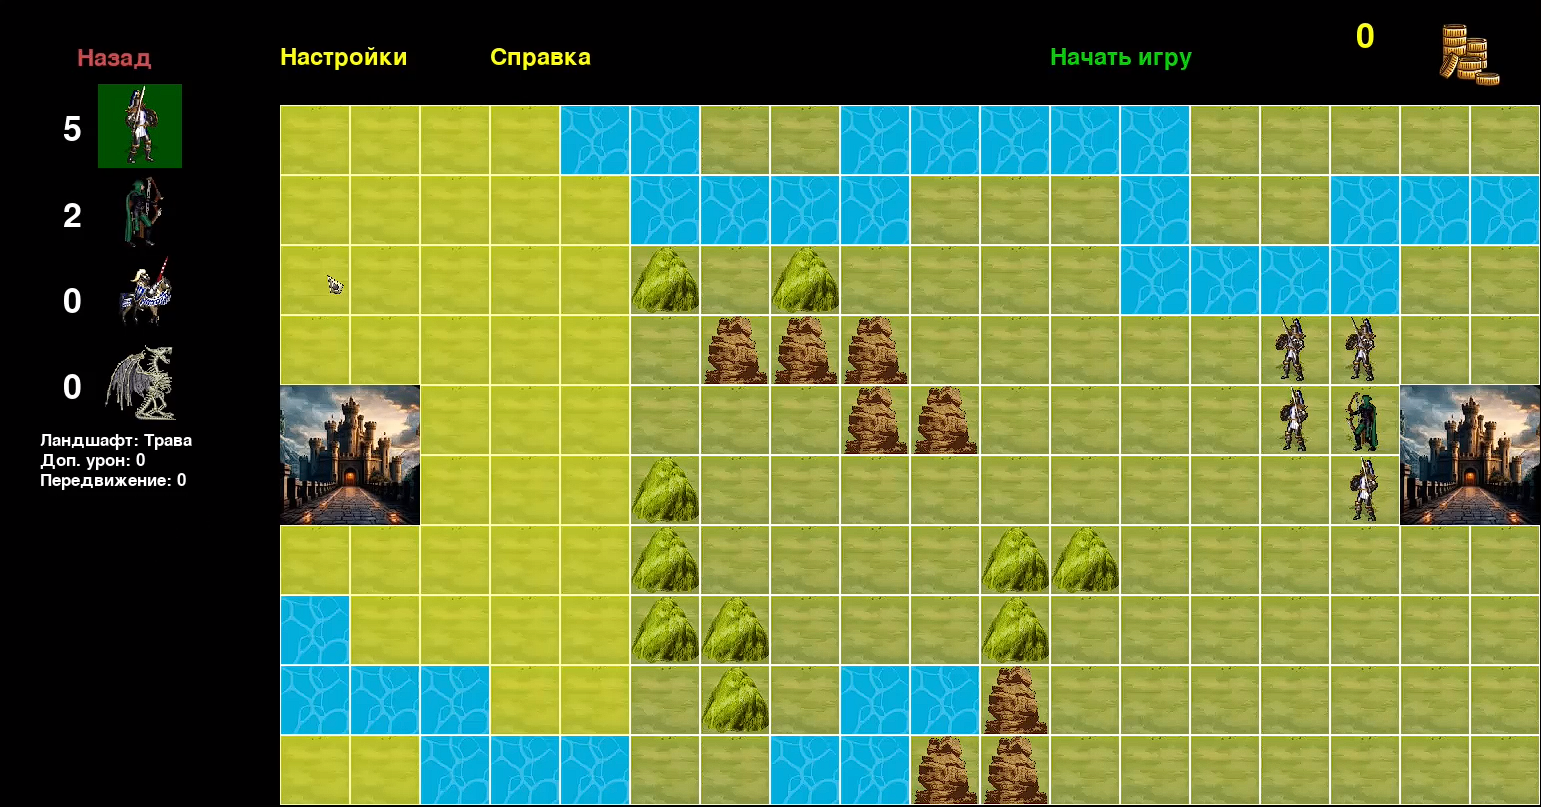 0
Назад
Настройки
Справка
Начать игру
5
2
0
0
Ландшафт: Трава
Доп. урон: 0
Передвижение: 0